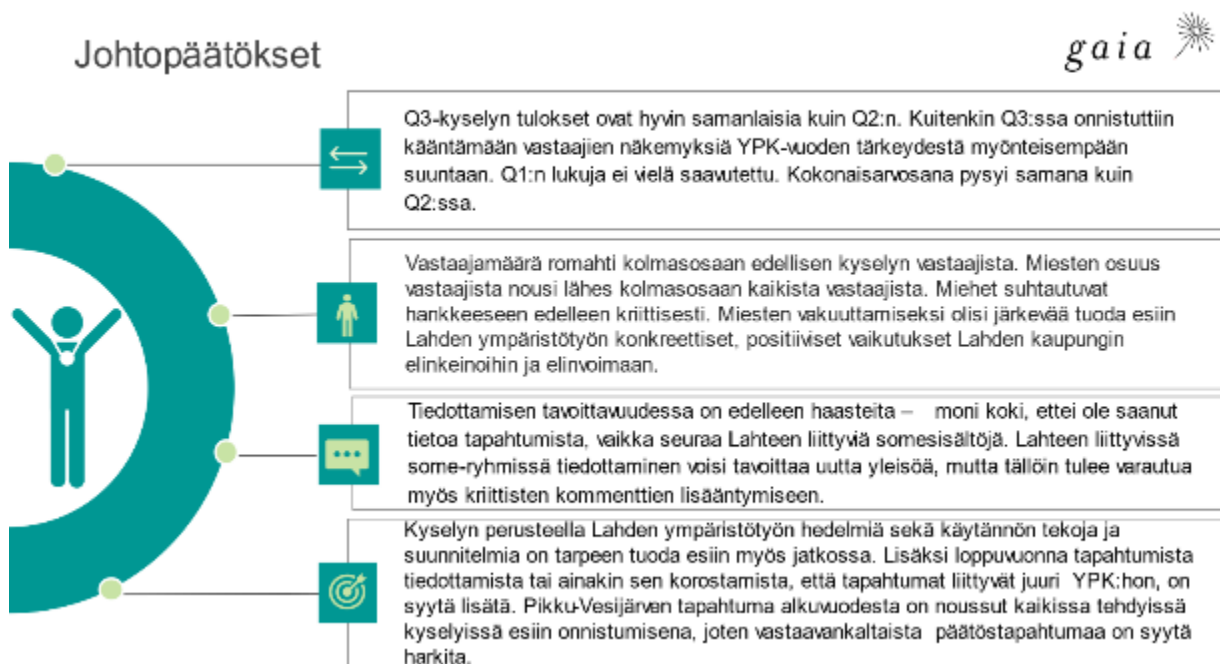 Johtopäätökset
gaia
Q3-kyselyn tulokset ovat hyvin samanlaisia kuin Q2:n. Kuitenkin Q3:ssa onnistuttiin
kääntämään vastaajien näkemyksiä YPK-vuoden tärkeydestä myönteisempään
suuntaan. Q1:n lukuja ei vielä saavutettu. Kokonaisarvosana pysyi samana kuin
Q2:ssa.
Vastaajamäärä romahti kolmasosaan edellisen kyselyn vastaajista. Miesten osuus
vastaajista nousi lähes kolmasosaan kaikista vastaajista. Miehet suhtautuvat
hankkeeseen edelleen kriittisesti. Miesten vakuuttamiseksi olisi järkevää tuoda esiin
Lahden ympäristötyön konkreettiset, positiiviset vaikutukset Lahden kaupungin
elinkeinoihin ja elinvoimaan.
Tiedottamisen tavoittavuudessa on edelleen haasteita – moni koki, ettei ole saanut
tietoa tapahtumista, vaikka seuraa Lahteen liittyviä somesisältöjä. Lahteen liittyvissä
some-ryhmissä tiedottaminen voisi tavoittaa uutta yleisöä, mutta tällöin tulee varautua
myös kriittisten kommenttien lisääntymiseen.
Kyselyn perusteella Lahden ympäristötyön hedelmiä sekä käytännön tekoja ja
suunnitelmia on tarpeen tuoda esiin myös jatkossa. Lisäksi loppuvuonna tapahtumista
tiedottamista tai ainakin sen korostamista, että tapahtumat liittyvät juuri YPK:hon, on
syytä lisätä. Pikku-Vesijärven tapahtuma alkuvuodesta on noussut kaikissa tehdyissä
kyselyissä esiin onnistumisena, joten vastaavankaltaista päätöstapahtumaa on syytä
harkita.